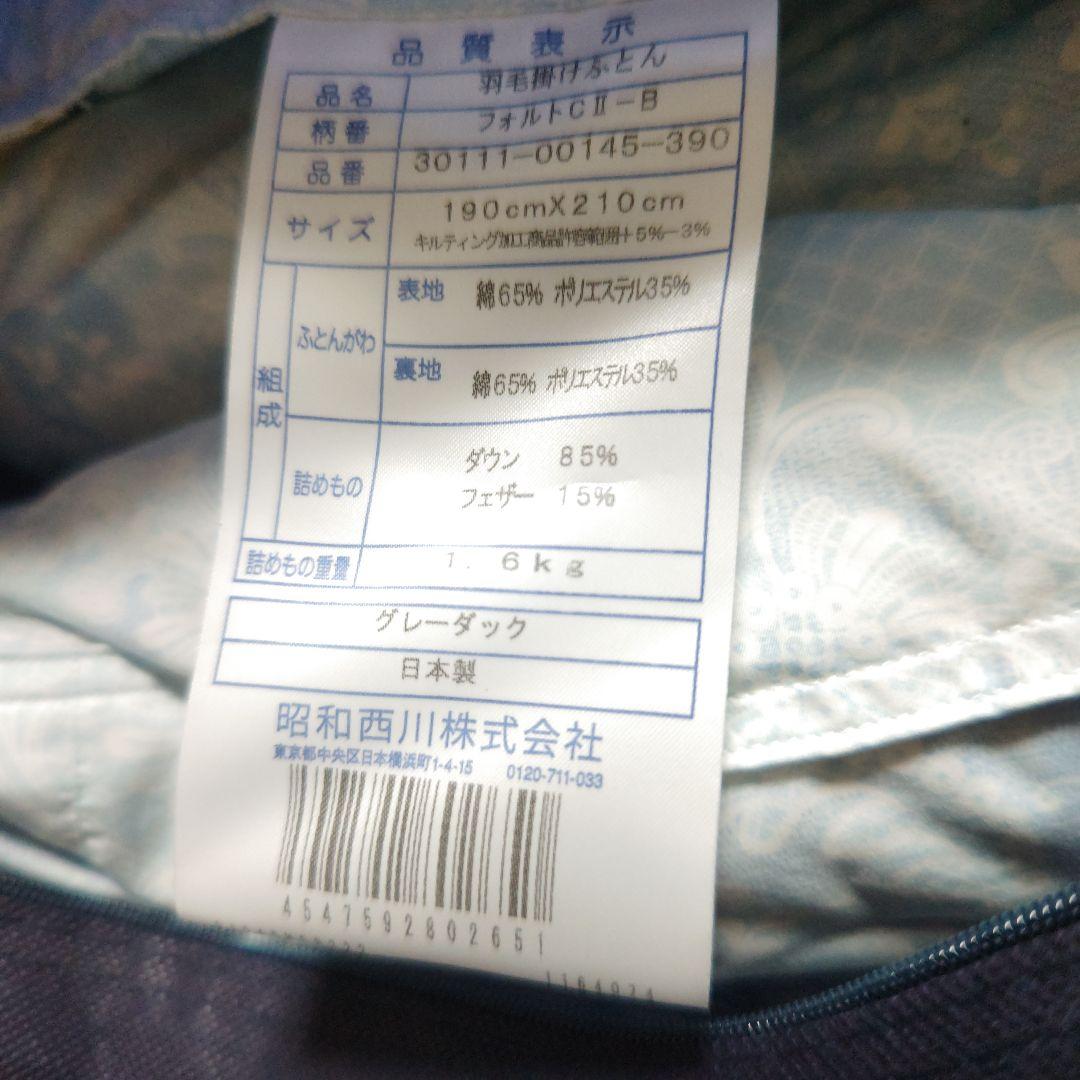 品質表示
品名 羽毛掛けふとん
柄番 フォルトCⅡ-B
品番 30111-00145-390
サイズ 190cmX210cm
キルティング加工商品許容範囲+5%-3%
組成 ふとんがわ 表地 綿65% ポリエステル35%
裏地 綿65% ポリエステル35%
詰めもの ダウン 85%
フェザー 15%
詰めもの重量 1.6kg
グレーダック
日本製
昭和西川株式会社
東京都中央区日本橋浜町1-4-15 0120-711-033
4547592802651
1164924